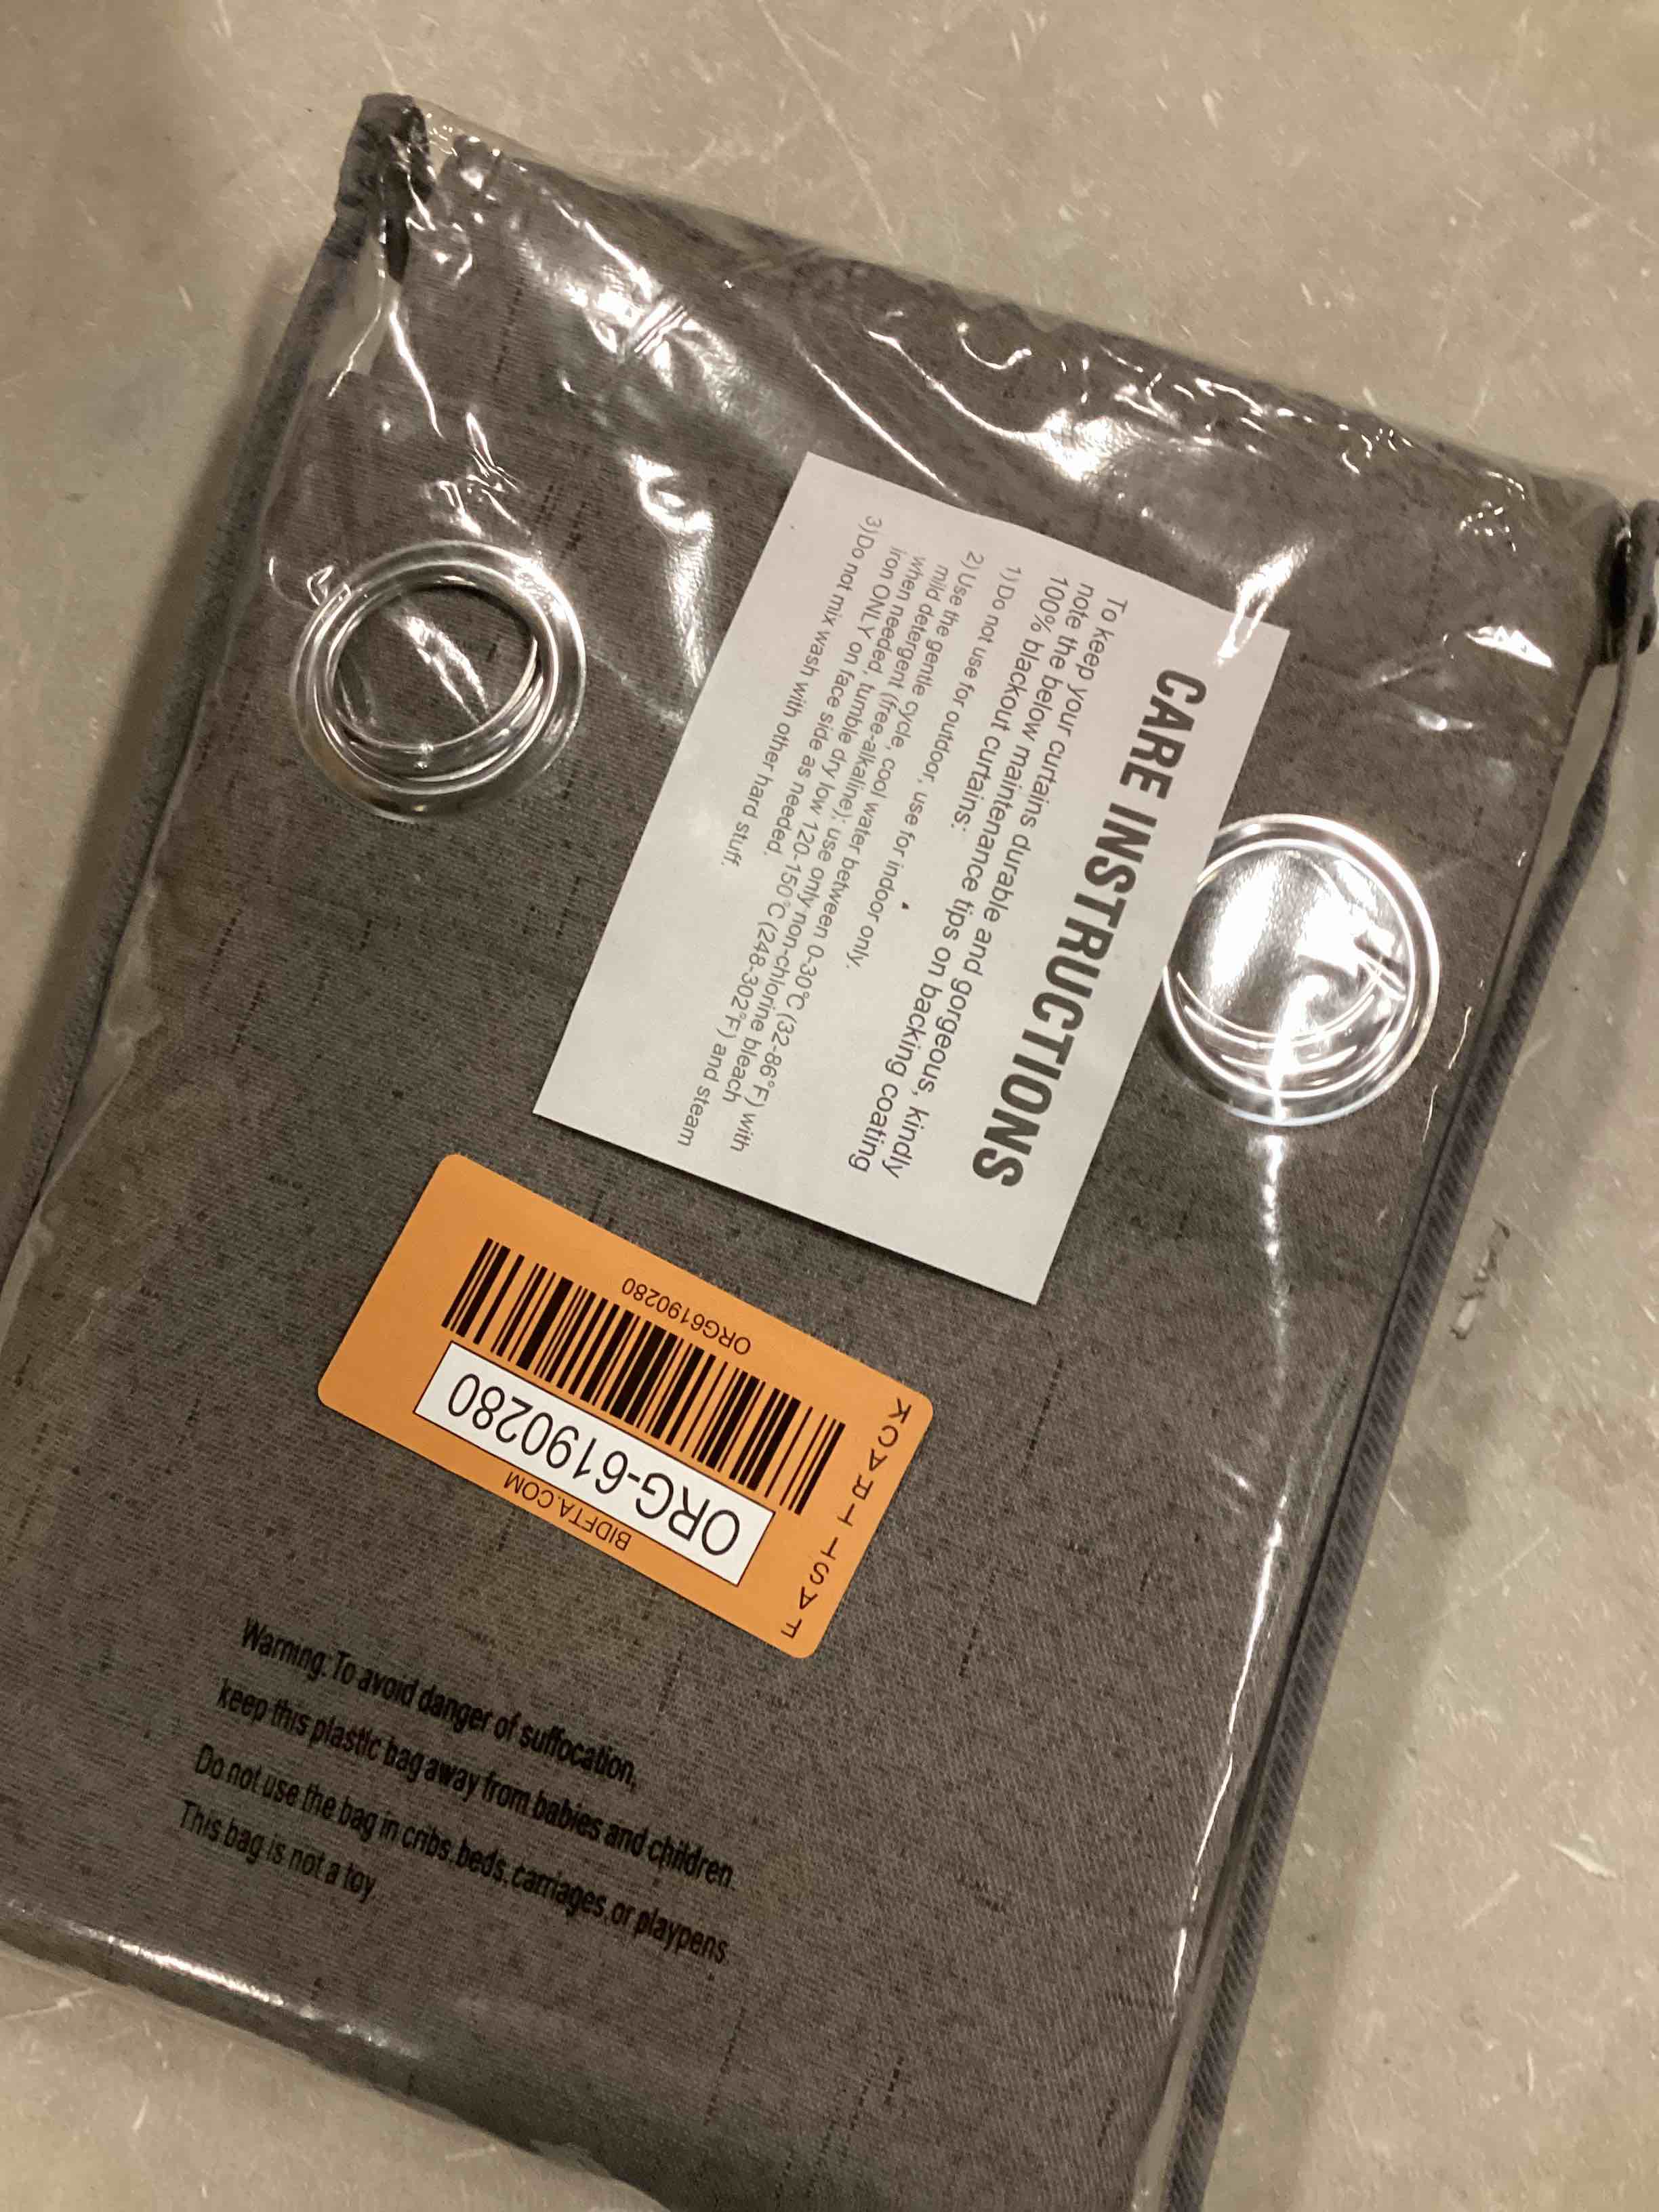 CARE INSTRUCTIONS
To keep your curtains durable and gorgeous, kindly
note the below maintenance tips on backing coating
100% blackout curtains:
1)Do not use for outdoor, use for indoor only.
2)Use the gentle cycle, cool water between 0-30°C (32-86°F) with
mild detergent (free-alkaline); use only non-chlorine bleach
when needed, tumble dry low 120-150°C (248-302°F) and steam
iron ONLY on face side as needed.
3)Do not mix wash with other hard stuff.
FAST TRACK
BIDFTA.COM
ORG-6190280
ORG6190280
Warning: To avoid danger of suffocation,
keep this plastic bag away from babies and children.
Do not use the bag in cribs, beds, carriages, or playpens.
This bag is not a toy.